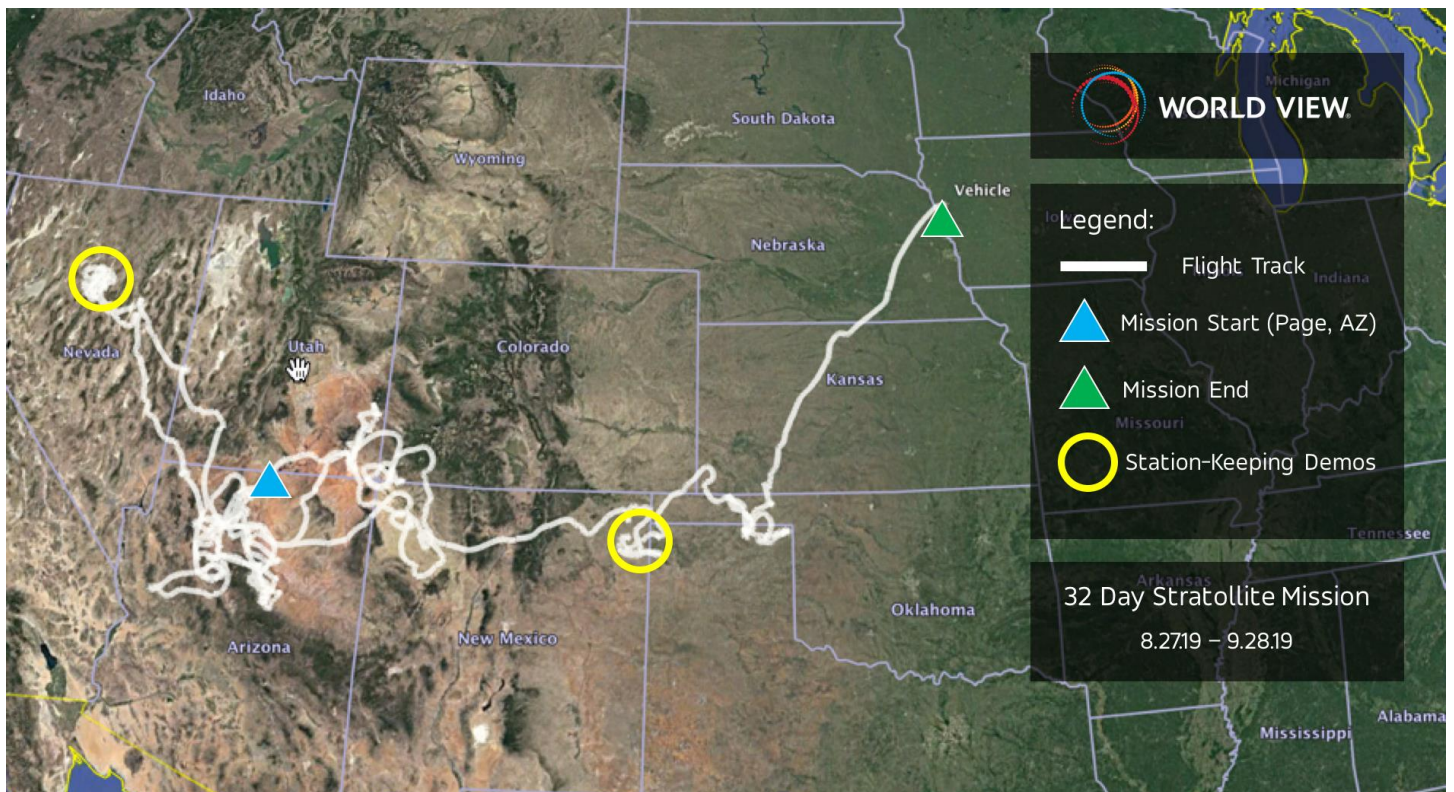 Idaho
South Dakota
Wyoming
Vehicle
Nebraska
Nevada
Utah
Colorado
Kansas
Oklahoma
New Mexico
Arizona
Michigan
WORLD VIEW
Legend:
Flight Track
Indiana
Mission Start (Page, AZ)
Mission End
Missouri
Station-Keeping Demos
Tennessee
Arkansas
32 Day Stratollite Mission
8.27.19 – 9.28.19
Alabama
Mississippi